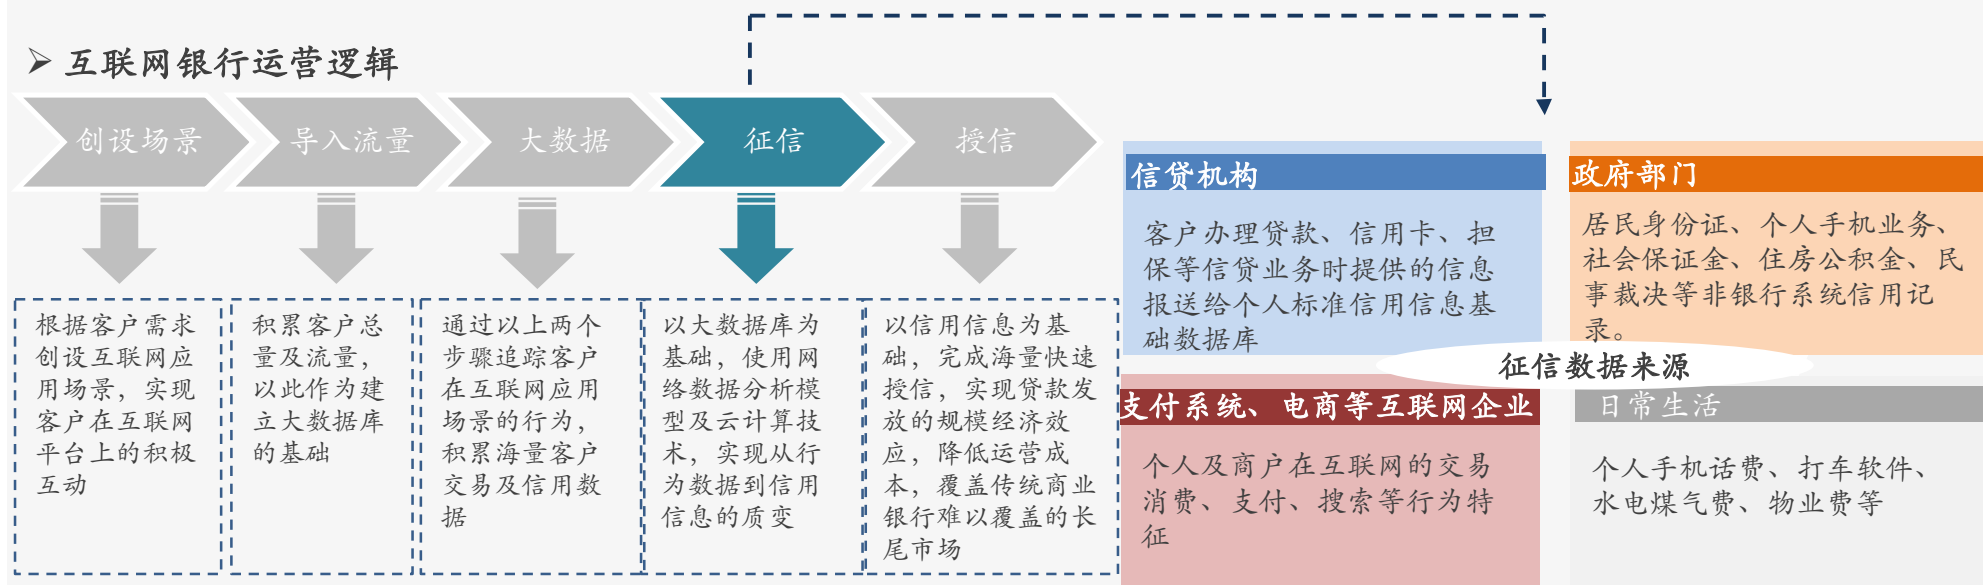 ➢ 互联网银行运营逻辑
创设场景
导入流量
大数据
征信
授信
根据客户需求
创设互联网应
用场景，实现
客户在互联网
平台上的积极
互动
积累客户总
量及流量，
以此作为建
立大数据库
的基础
通过以上两个
步骤追踪客户
在互联网应用
场景的行为，
积累海量客户
交易及信用数
据
以大数据库为
基础，使用网
络数据分析模
型及云计算技
术，实现从行
为数据到信用
信息的质变
以信用信息为基
础，完成海量快速
授信，实现贷款发
放的规模经济效
应，降低运营成
本，覆盖传统商业
银行难以覆盖的长
尾市场
信贷机构
客户办理贷款、信用卡、担
保等信贷业务时提供的信息
报送给个人标准信用信息基
础数据库
政府部门
居民身份证、个人手机业务、
社会保证金、住房公积金、民
事裁决等非银行系统信用记
录。
征信数据来源
支付系统、电商等互联网企业
个人及商户在互联网的交易
消费、支付、搜索等行为特
征
日常生活
个人手机话费、打车软件、
水电煤气费、物业费等